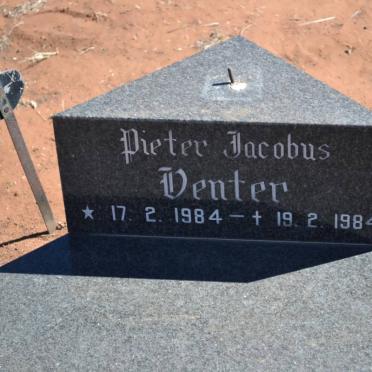 Pieter Jacobus
Venter
★ 17. 2. 1984 – ✝ 19. 2. 1984